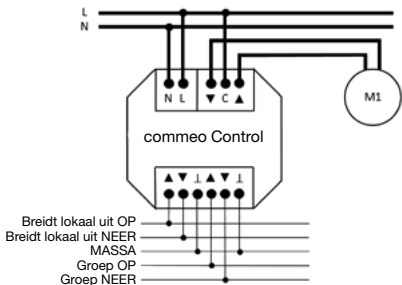 L
N
N L ▼ C ▲
M1
commeo Control
▲ ▼ ⊥ ▲ ▼ ⊥
Breidt lokaal uit OP
Breidt lokaal uit NEER
MASSA
Groep OP
Groep NEER